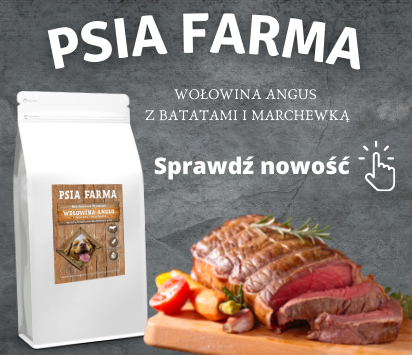 PSIA FARMA
WOŁOWINA ANGUS
Z BATATAMI I MARCHEWKĄ
Sprawdź nowość
PSIA FARMA
WOŁOWINA ANGUS